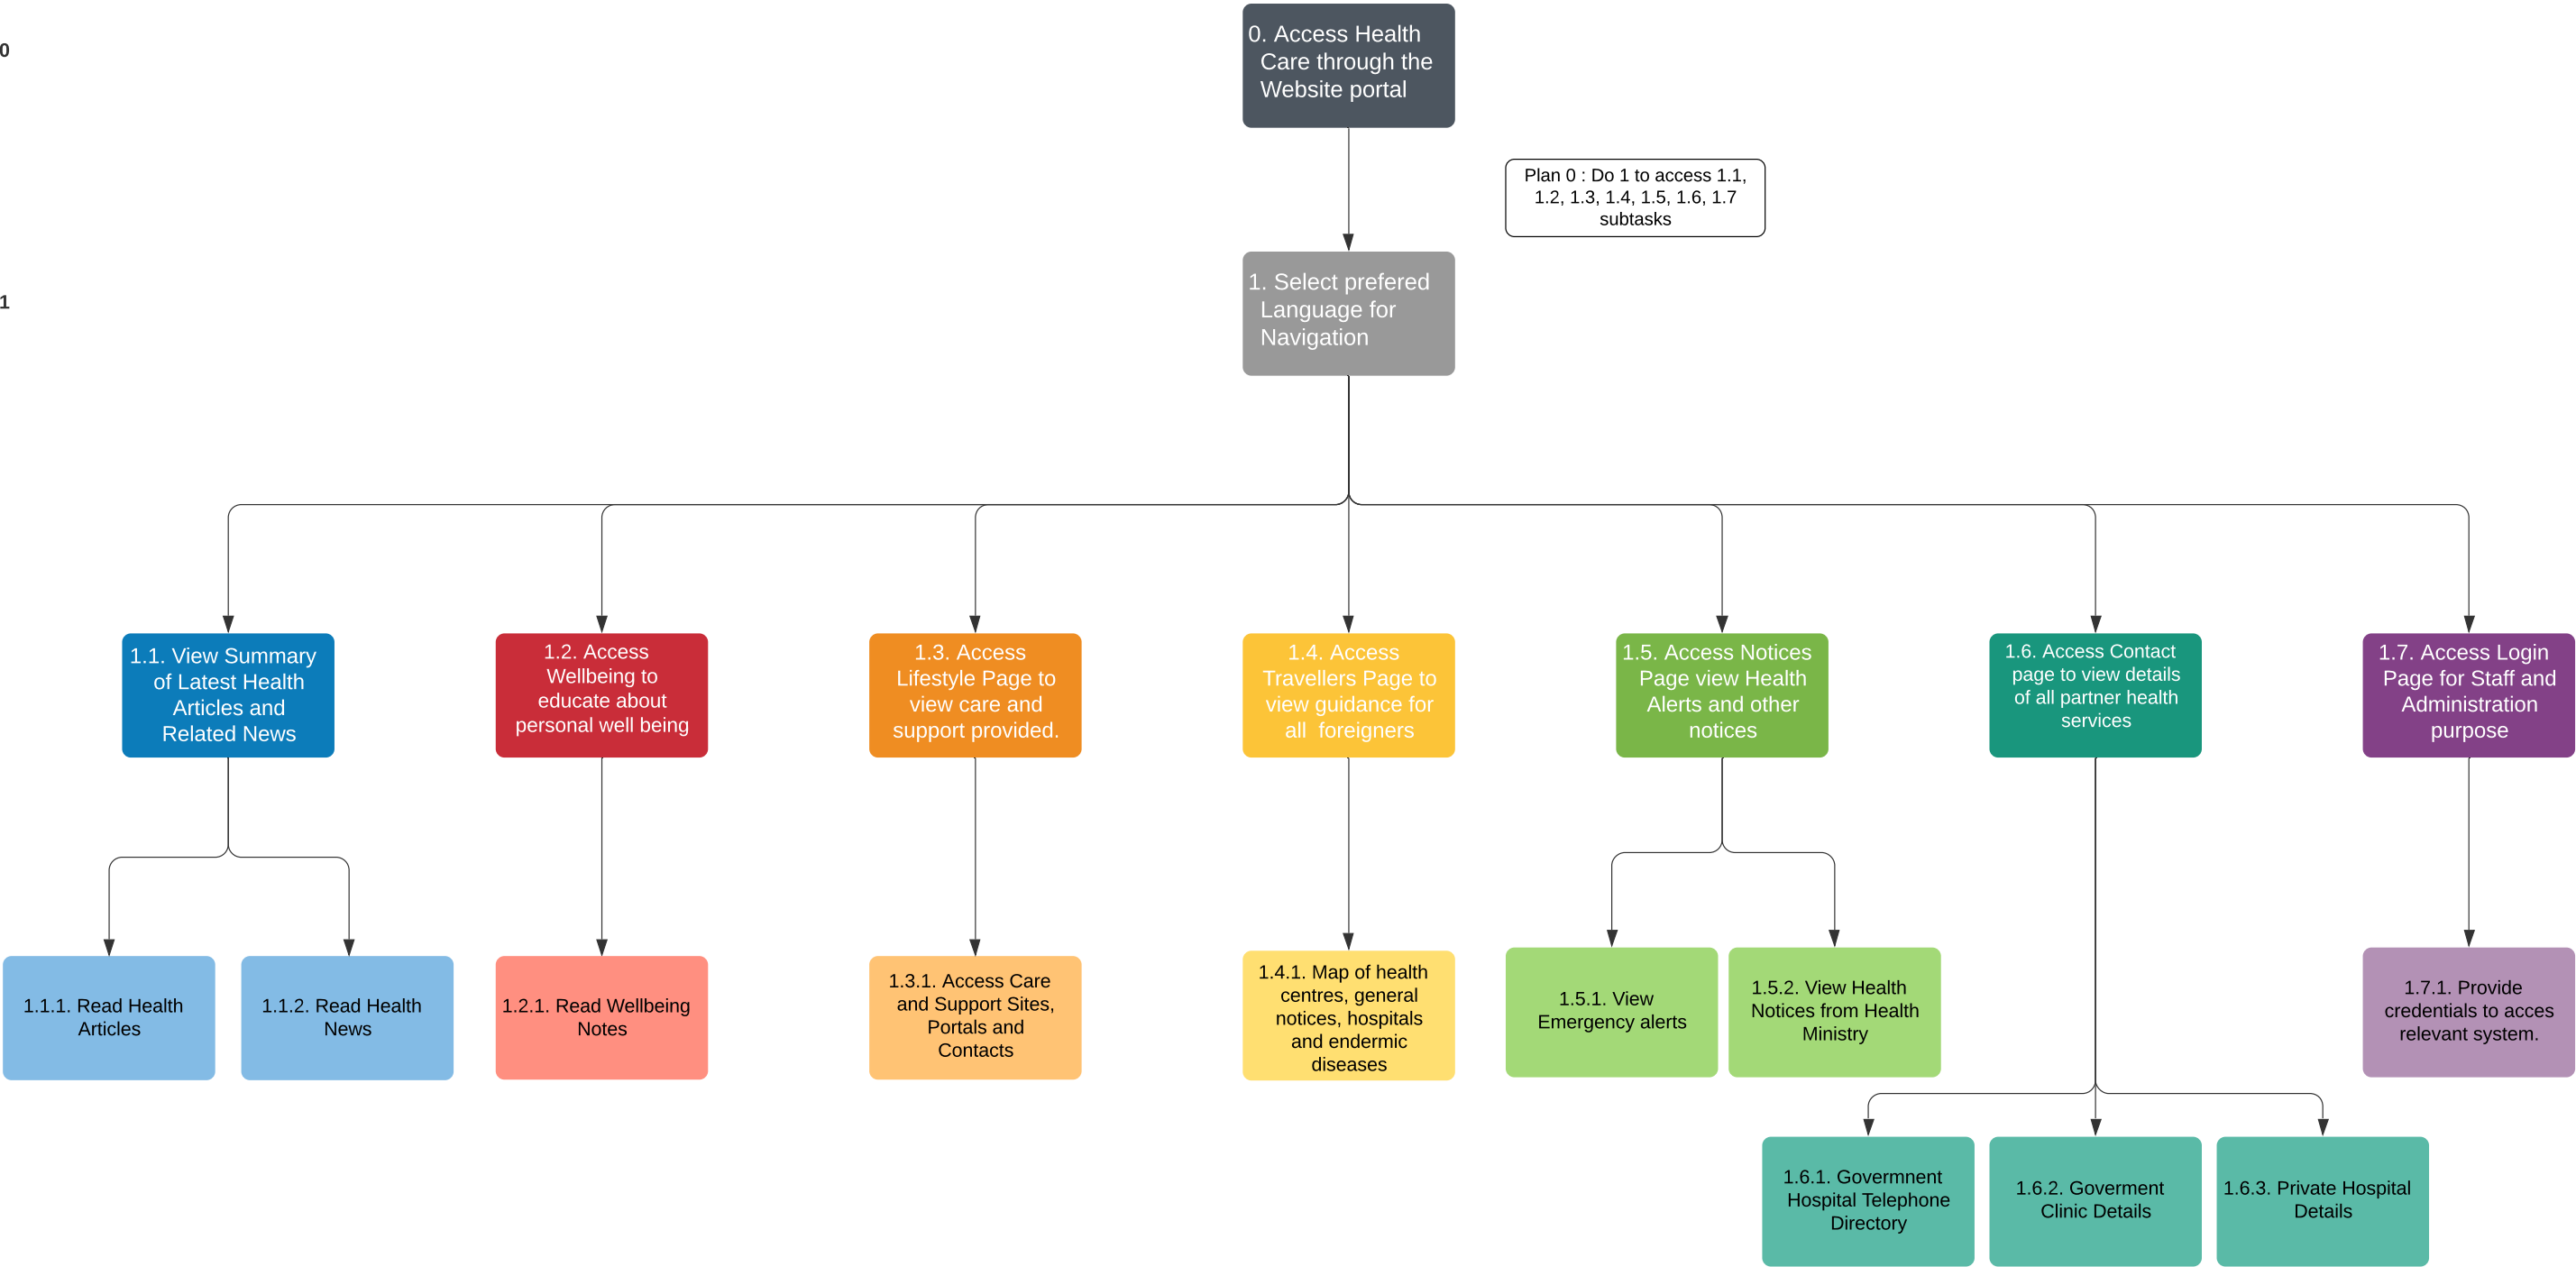 0
0. Access Health
Care through the
Website portal
Plan 0 : Do 1 to access 1.1,
1.2, 1.3, 1.4, 1.5, 1.6, 1.7
subtasks
1
1. Select prefered
Language for
Navigation
1.1. View Summary
of Latest Health
Articles and
Related News
1.2. Access
Wellbeing to
educate about
personal well being
1.3. Access
Lifestyle Page to
view care and
support provided.
1.4. Access
Travellers Page to
view guidance for
all foreigners
1.5. Access Notices
Page view Health
Alerts and other
notices
1.6. Access Contact
page to view details
of all partner health
services
1.7. Access Login
Page for Staff and
Administration
purpose
1.1.1. Read Health
Articles
1.1.2. Read Health
News
1.2.1. Read Wellbeing
Notes
1.3.1. Access Care
and Support Sites,
Portals and
Contacts
1.4.1. Map of health
centres, general
notices, hospitals
and endermic
diseases
1.5.1. View
Emergency alerts
1.5.2. View Health
Notices from Health
Ministry
1.7.1. Provide
credentials to acces
relevant system.
1.6.1. Govermnent
Hospital Telephone
Directory
1.6.2. Goverment
Clinic Details
1.6.3. Private Hospital
Details